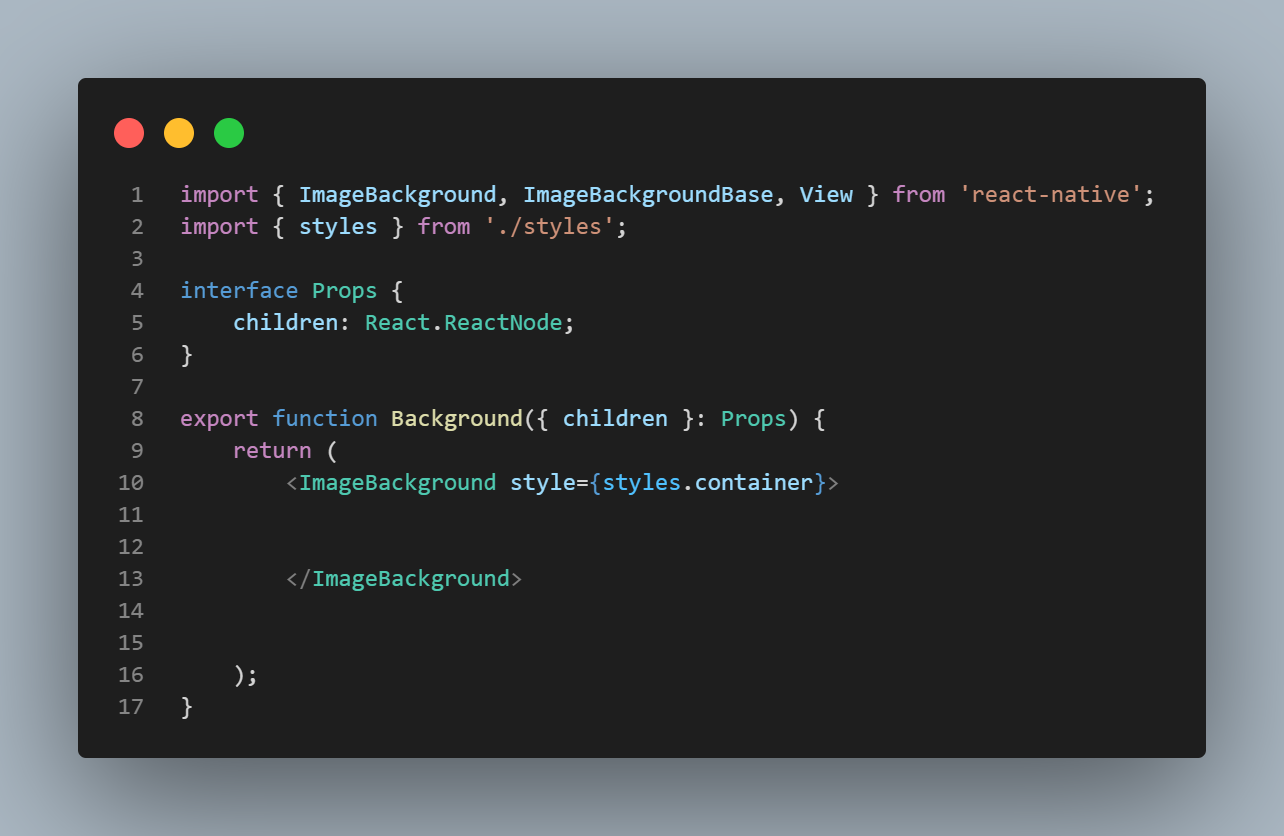 1 import { ImageBackground, ImageBackgroundBase, View } from 'react-native';
2 import { styles } from './styles';
3
4 interface Props {
5     children: React.ReactNode;
6 }
7
8 export function Background({ children }: Props) {
9     return (
10         <ImageBackground style={styles.container}>
11
12
13         </ImageBackground>
14
15
16     );
17 }